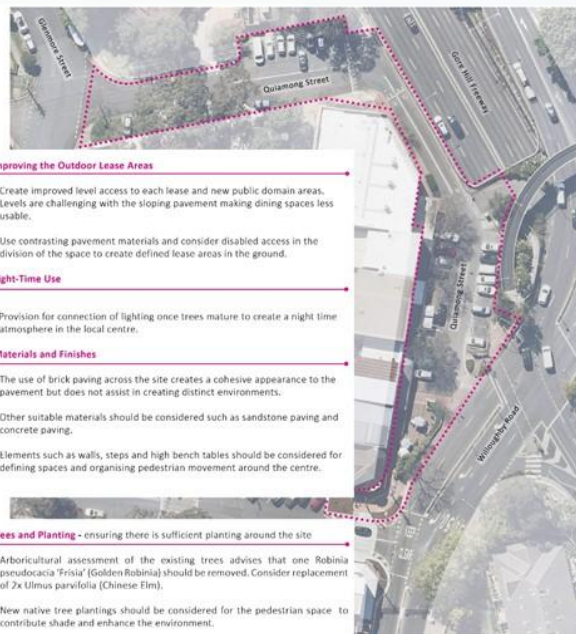 Glenmore Street
Quiamong Street
Gore Hill Freeway
proving the Outdoor Lease Areas
Create improved level access to each lease and new public domain areas.
Levels are challenging with the sloping pavement making dining spaces less
usable.
Use contrasting pavement materials and consider disabled access in the
division of the space to create defined lease areas in the ground.
ght-Time Use
Provision for connection of lighting once trees mature to create a night time
atmosphere in the local centre.
Materials and Finishes
The use of brick paving across the site creates a cohesive appearance to the
pavement but does not assist in creating distinct environments.
Other suitable materials should be considered such as sandstone paving and
concrete paving.
Elements such as walls, steps and high bench tables should be considered for
defining spaces and organising pedestrian movement around the centre.
Quiamong Street
Willoughby Road
ees and Planting - ensuring there is sufficient planting around the site
Arboricultural assessment of the existing trees advises that one Robinia
pseudocacia 'Frisia' (Golden Robinia) should be removed. Consider replacement
of 2x Ulmus parvifolia (Chinese Elm).
New native tree plantings should be considered for the pedestrian space to
contribute shade and enhance the environment.